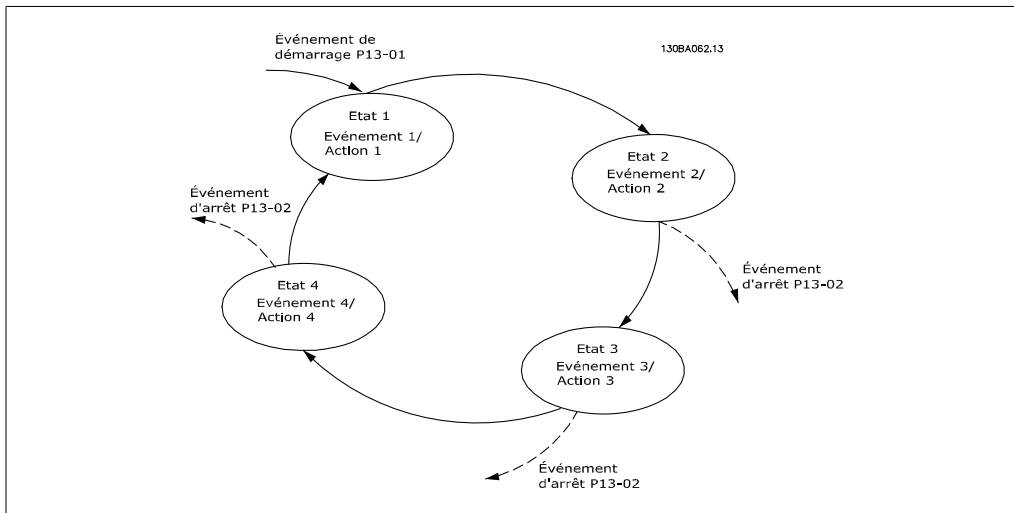 Événement de
démarrage P13-01
130BA062.13
Etat 1
Evénement 1/
Action 1
Etat 2
Evénement 2/
Action 2
Événement
d'arrêt P13-02
Événement
d'arrêt P13-02
Etat 4
Evénement 4/
Action 4
Etat 3
Evénement 3/
Action 3
Événement
d'arrêt P13-02